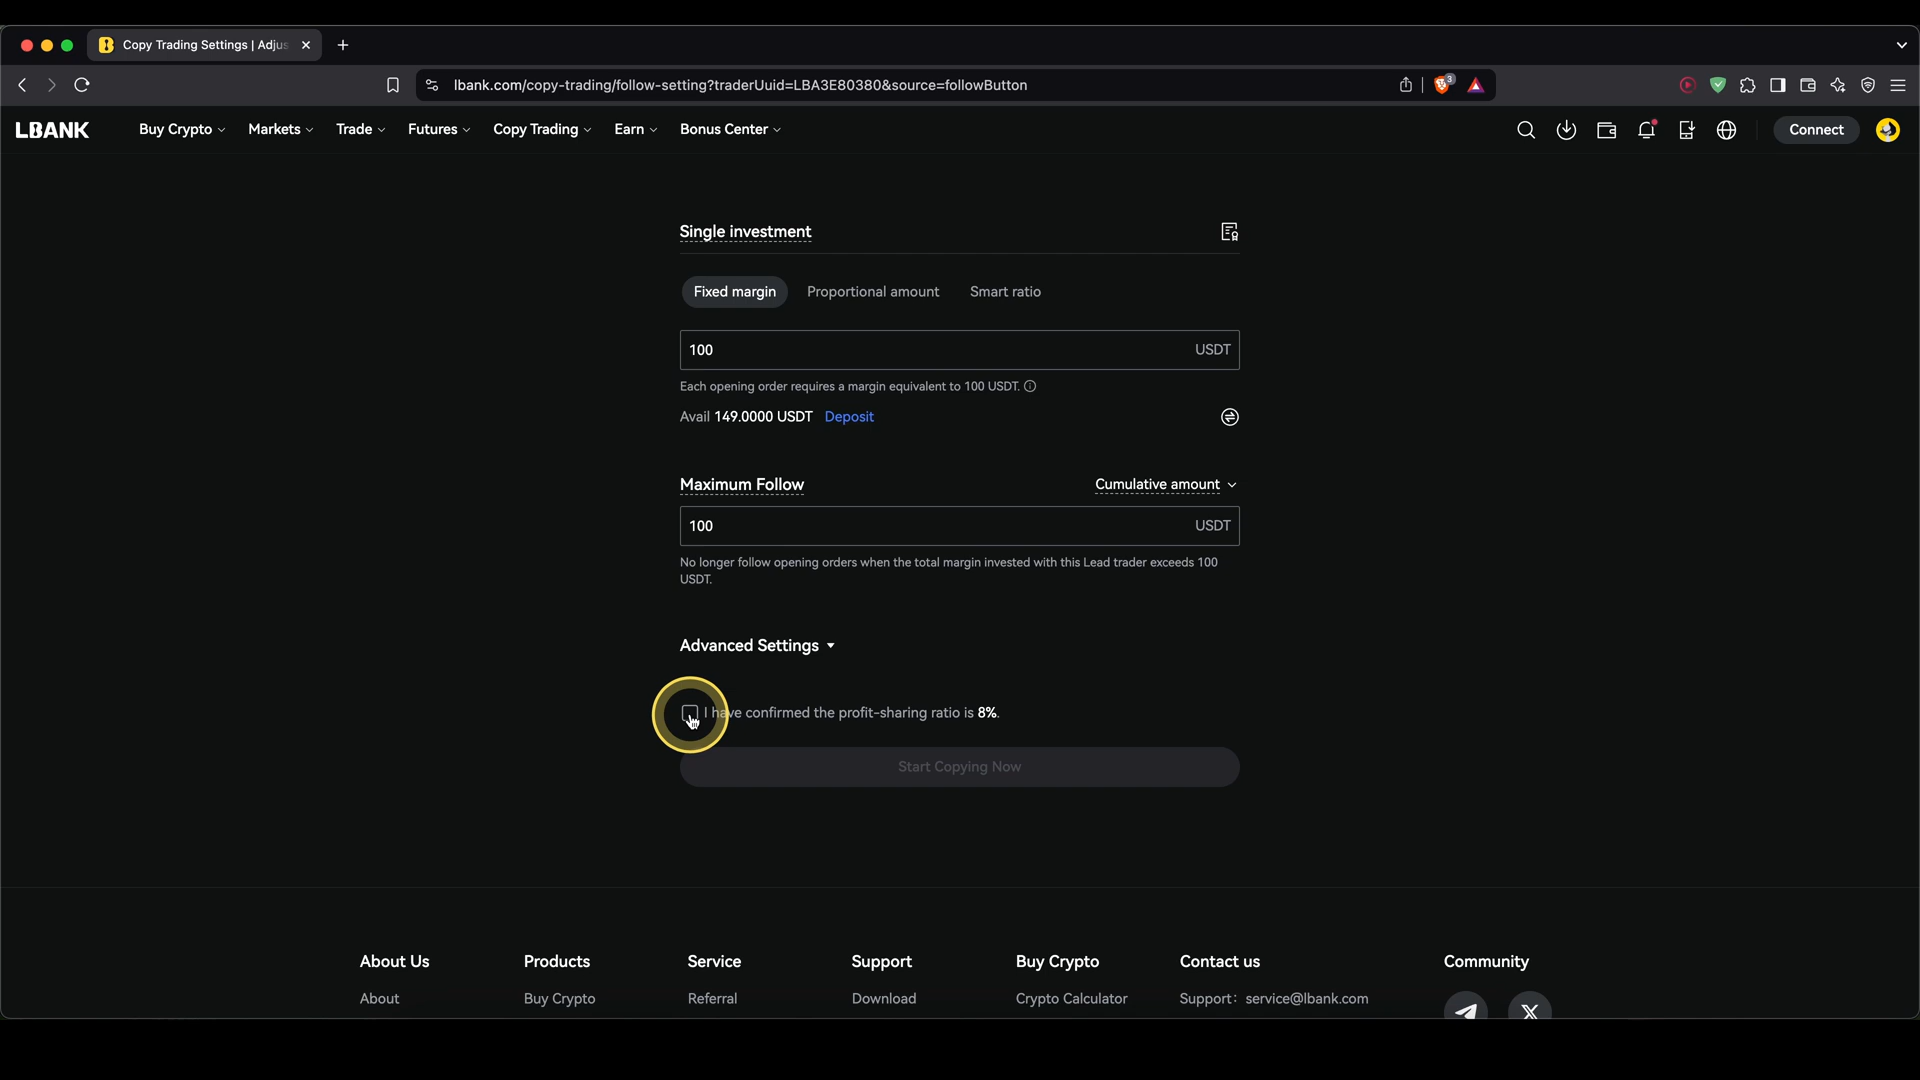 Copy Trading Settings | Adjus
lbank.com/copy-trading/follow-setting?traderUuid=LBA3E80380&source=followButton
3
LBANK
Buy Crypto
Markets
Trade
Futures
Copy Trading
Earn
Bonus Center
Connect
Single investment
Fixed margin
Proportional amount
Smart ratio
100 USDT
Each opening order requires a margin equivalent to 100 USDT.
Avail 149.0000 USDT Deposit
Maximum Follow
Cumulative amount
100 USDT
No longer follow opening orders when the total margin invested with this Lead trader exceeds 100
USDT.
Advanced Settings
I have confirmed the profit-sharing ratio is 8%.
Start Copying Now
About Us
Products
Service
Support
Buy Crypto
Contact us
Community
About
Buy Crypto
Referral
Download
Crypto Calculator
Support: service@lbank.com